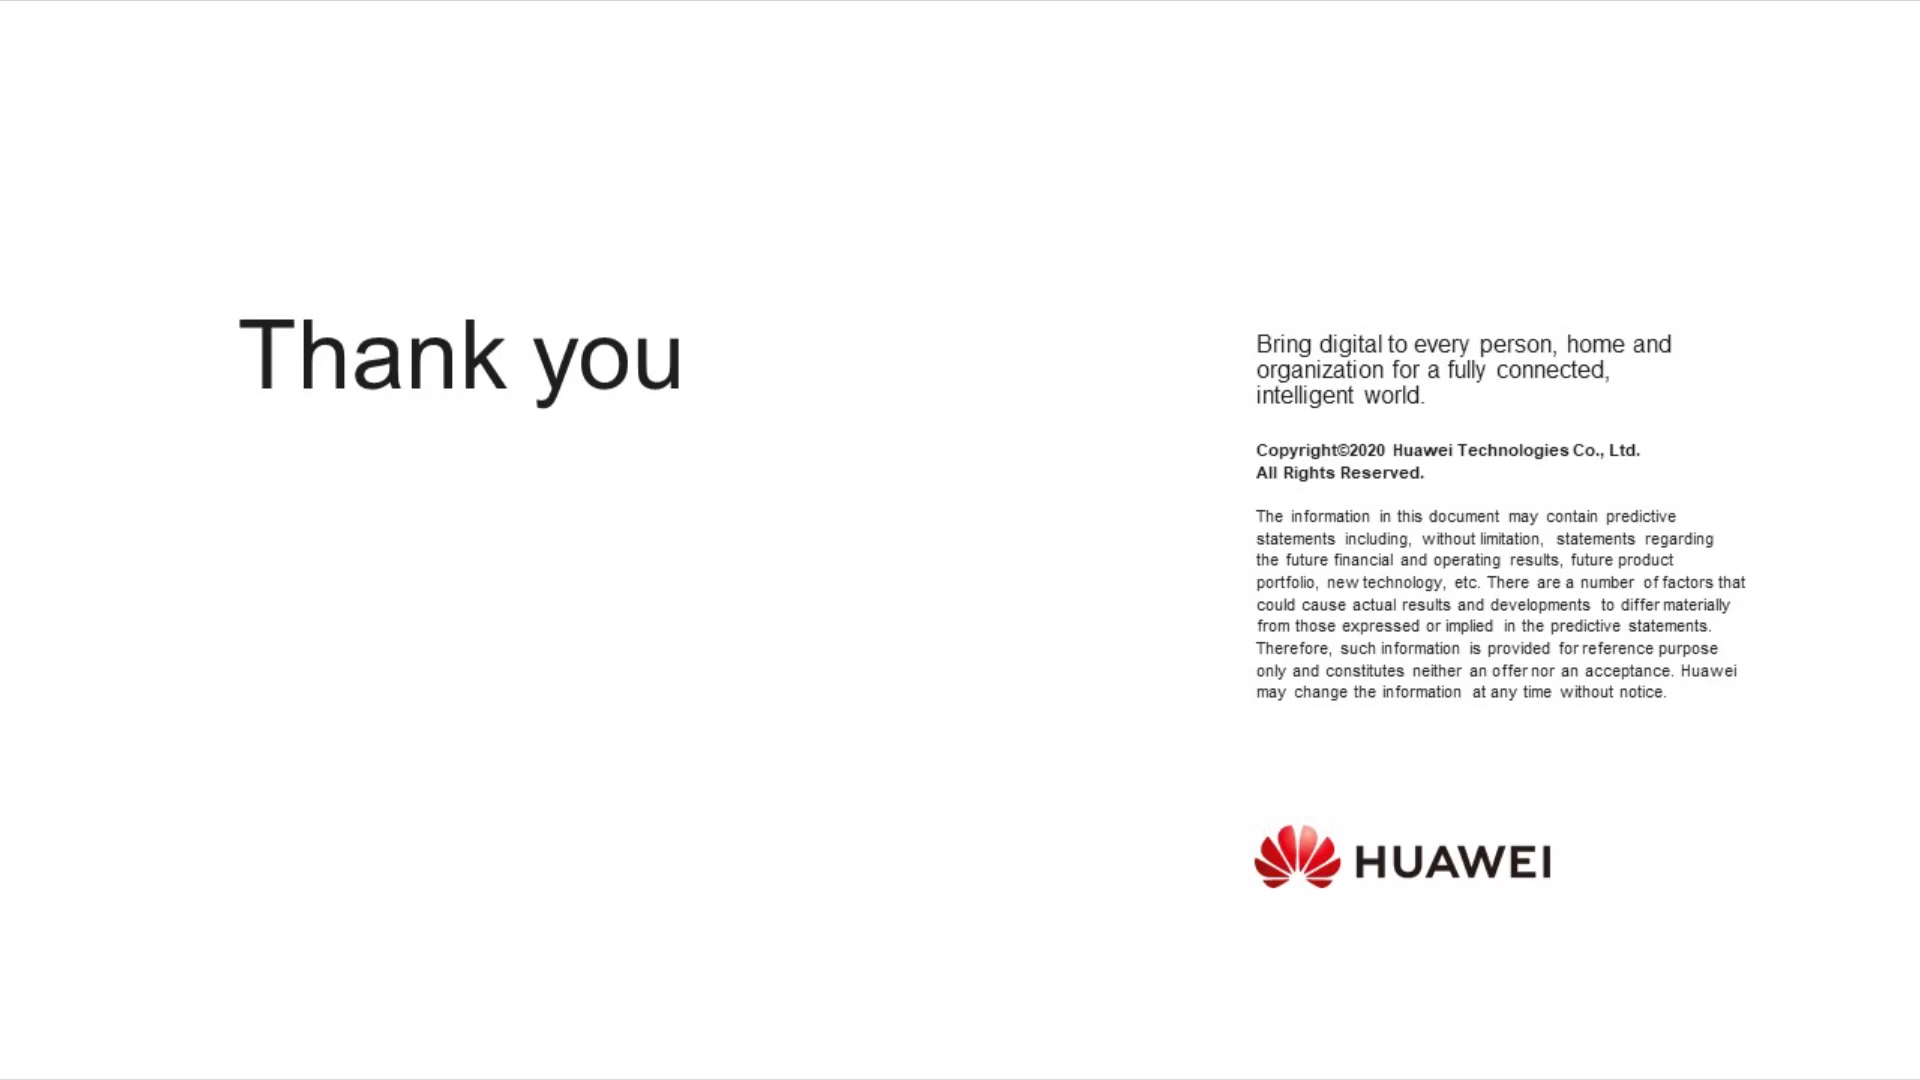 Thank you
Bring digital to every person, home and
organization for a fully connected,
intelligent world.
Copyright©2020 Huawei Technologies Co., Ltd.
All Rights Reserved.
The information in this document may contain predictive
statements including, without limitation, statements regarding
the future financial and operating results, future product
portfolio, new technology, etc. There are a number of factors that
could cause actual results and developments to differ materially
from those expressed or implied in the predictive statements.
Therefore, such information is provided for reference purpose
only and constitutes neither an offer nor an acceptance. Huawei
may change the information at any time without notice.
HUAWEI